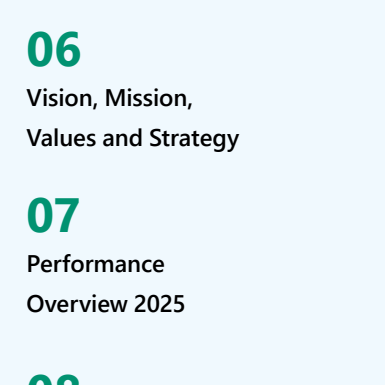 06
Vision, Mission,
Values and Strategy
07
Performance
Overview 2025